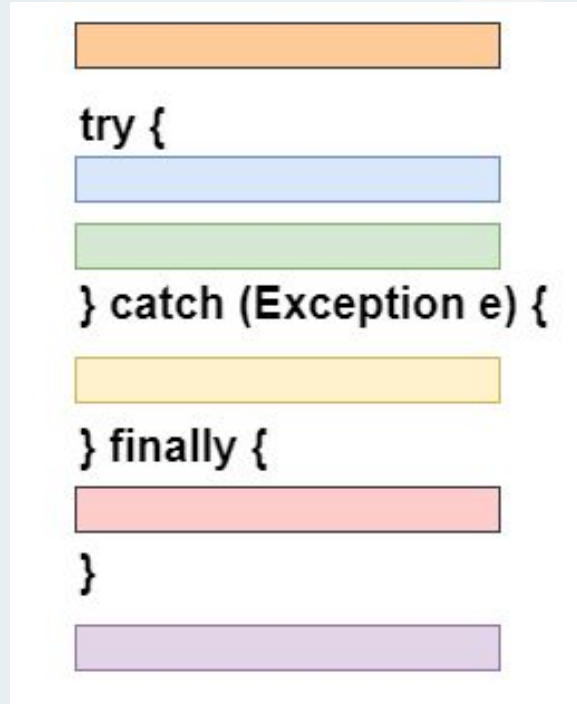 try {
} catch (Exception e) {
} finally {
}